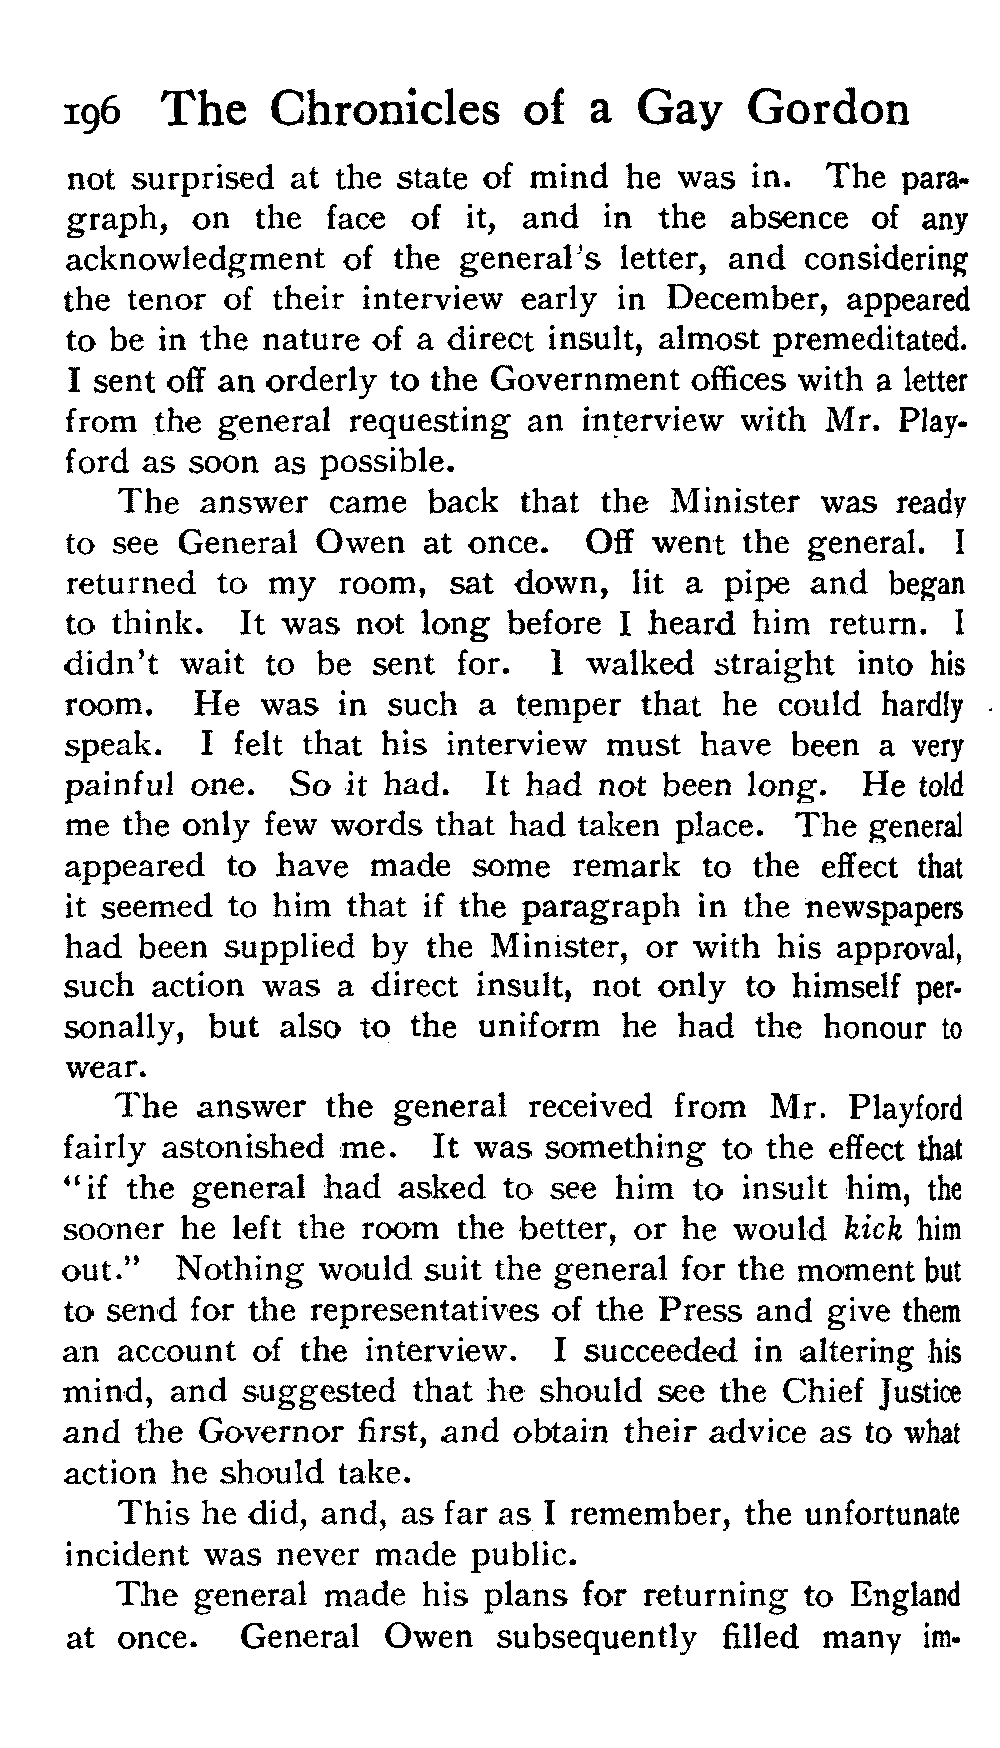 196 The Chronicles of a Gay Gordon
not surprised at the state of mind he was in. The para-
graph, on the face of it, and in the absence of any
acknowledgment of the general's letter, and considering
the tenor of their interview early in December, appeared
to be in the nature of a direct insult, almost premeditated.
I sent off an orderly to the Government offices with a letter
from the general requesting an interview with Mr. Play-
ford as soon as possible.
The answer came back that the Minister was ready
to see General Owen at once. Off went the general. I
returned to my room, sat down, lit a pipe and began
to think. It was not long before I heard him return. I
didn't wait to be sent for. I walked straight into his
room. He was in such a temper that he could hardly
speak. I felt that his interview must have been a very
painful one. So it had. It had not been long. He told
me the only few words that had taken place. The general
appeared to have made some remark to the effect that
it seemed to him that if the paragraph in the newspapers
had been supplied by the Minister, or with his approval,
such action was a direct insult, not only to himself per-
sonally, but also to the uniform he had the honour to
wear.
The answer the general received from Mr. Playford
fairly astonished me. It was something to the effect that
"if the general had asked to see him to insult him, the
sooner he left the room the better, or he would kick him
out." Nothing would suit the general for the moment but
to send for the representatives of the Press and give them
an account of the interview. I succeeded in altering his
mind, and suggested that he should see the Chief Justice
and the Governor first, and obtain their advice as to what
action he should take.
This he did, and, as far as I remember, the unfortunate
incident was never made public.
The general made his plans for returning to England
at once. General Owen subsequently filled many im-